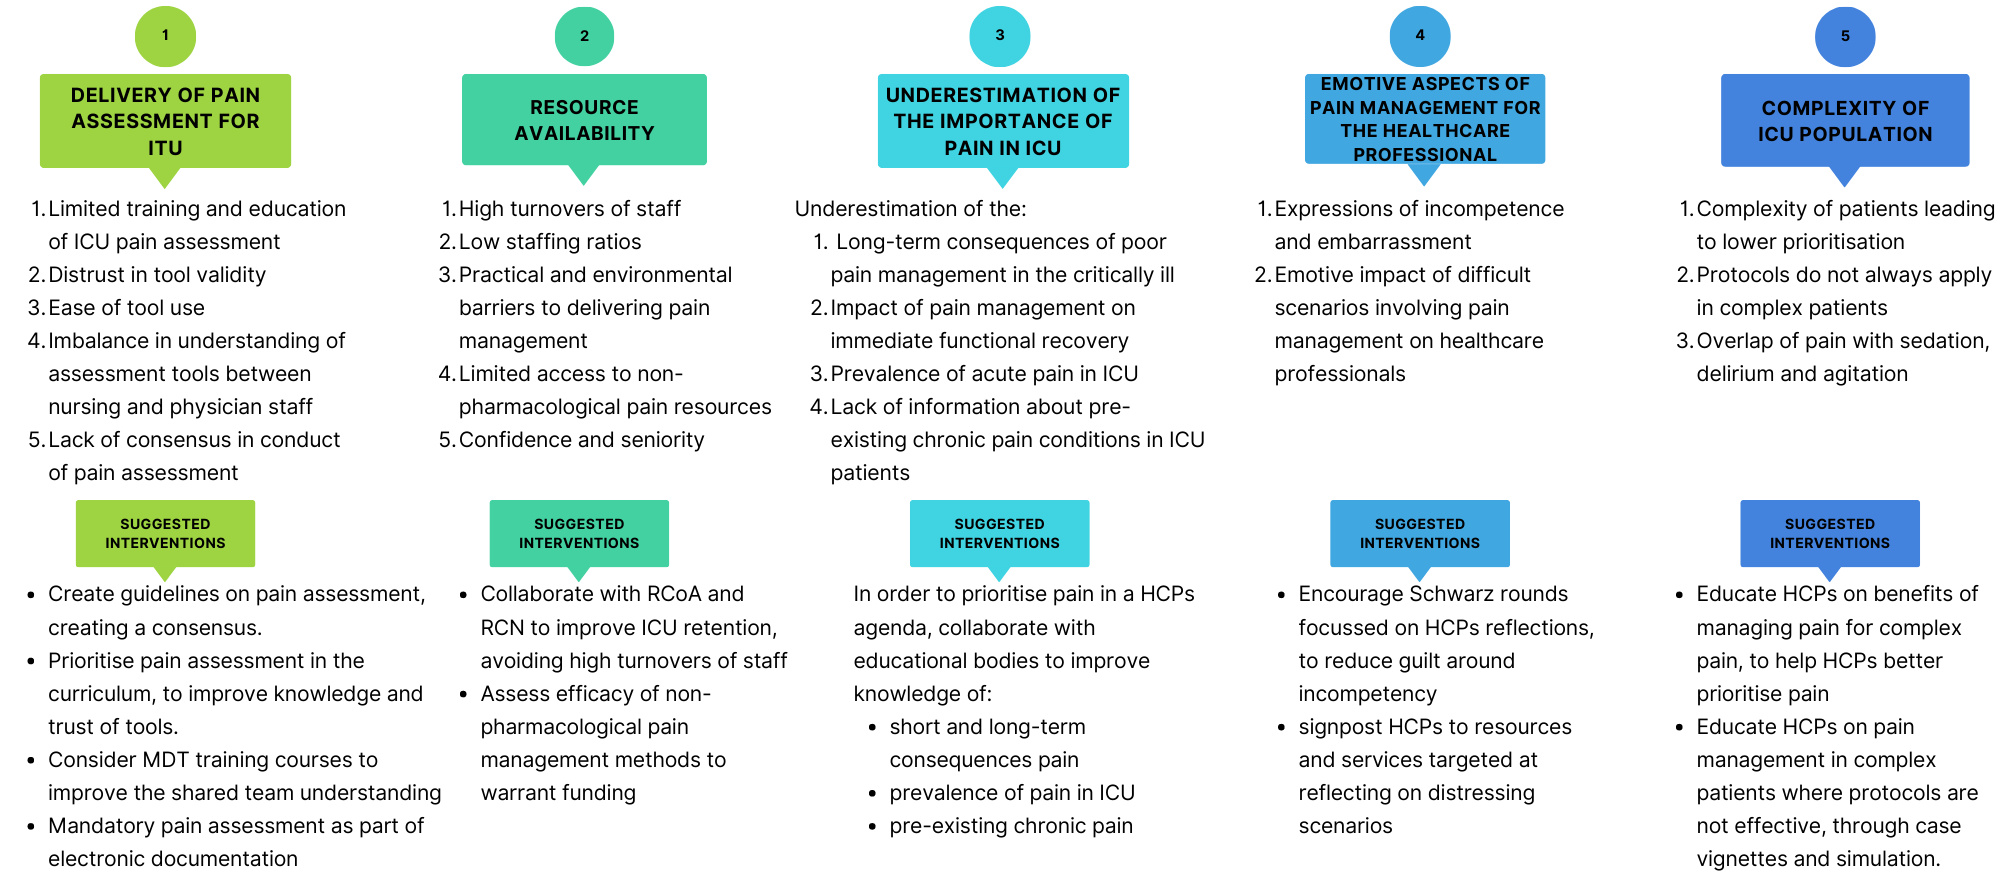 1
DELIVERY OF PAIN
ASSESSMENT FOR
ITU
1. Limited training and education
of ICU pain assessment
2. Distrust in tool validity
3. Ease of tool use
4. Imbalance in understanding of
assessment tools between
nursing and physician staff
5. Lack of consensus in conduct
of pain assessment
SUGGESTED
INTERVENTIONS
• Create guidelines on pain assessment,
creating a consensus.
• Prioritise pain assessment in the
curriculum, to improve knowledge and
trust of tools.
• Consider MDT training courses to
improve the shared team understanding
• Mandatory pain assessment as part of
electronic documentation
2
RESOURCE
AVAILABILITY
1. High turnovers of staff
2. Low staffing ratios
3. Practical and environmental
barriers to delivering pain
management
4. Limited access to non-
pharmacological pain resources
5. Confidence and seniority
SUGGESTED
INTERVENTIONS
• Collaborate with RCoA and
RCN to improve ICU retention,
avoiding high turnovers of staff
• Assess efficacy of non-
pharmacological pain
management methods to
warrant funding
3
UNDERESTIMATION OF
THE IMPORTANCE OF
PAIN IN ICU
Underestimation of the:
1. Long-term consequences of poor
pain management in the critically ill
2. Impact of pain management on
immediate functional recovery
3. Prevalence of acute pain in ICU
4. Lack of information about pre-
existing chronic pain conditions in ICU
patients
SUGGESTED
INTERVENTIONS
In order to prioritise pain in a HCPs
agenda, collaborate with
educational bodies to improve
knowledge of:
• short and long-term
consequences pain
• prevalence of pain in ICU
• pre-existing chronic pain
4
EMOTIVE ASPECTS OF
PAIN MANAGEMENT FOR
THE HEALTHCARE
PROFESSIONAL
1. Expressions of incompetence
and embarrassment
2. Emotive impact of difficult
scenarios involving pain
management on healthcare
professionals
SUGGESTED
INTERVENTIONS
• Encourage Schwarz rounds
focussed on HCPs reflections,
to reduce guilt around
incompetency
• signpost HCPs to resources
and services targeted at
reflecting on distressing
scenarios
5
COMPLEXITY OF
ICU POPULATION
1. Complexity of patients leading
to lower prioritisation
2. Protocols do not always apply
in complex patients
3. Overlap of pain with sedation,
delirium and agitation
SUGGESTED
INTERVENTIONS
• Educate HCPs on benefits of
managing pain for complex
pain, to help HCPs better
prioritise pain
• Educate HCPs on pain
management in complex
patients where protocols are
not effective, through case
vignettes and simulation.